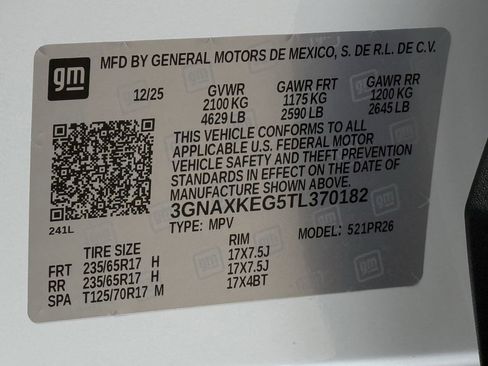 gm
MFD BY GENERAL MOTORS DE MEXICO, S. DE R.L. DE C.V.
12/25 GVWR GAWR FRT GAWR RR
2100 KG 1175 KG 1200 KG
4629 LB 2590 LB 2645 LB
THIS VEHICLE CONFORMS TO ALL
APPLICABLE U.S. FEDERAL MOTOR
VEHICLE SAFETY AND THEFT PREVENTION
STANDARDS IN EFFECT ON THE DATE OF
MANUFACTURE SHOWN ABOVE.
3GNAXKEG5TL370182
241L
TYPE: MPV MODEL: 521PR26
TIRE SIZE RIM
FRT 235/65R17 H 17X7.5J
RR 235/65R17 H 17X7.5J
SPA T125/70R17 M 17X4BT